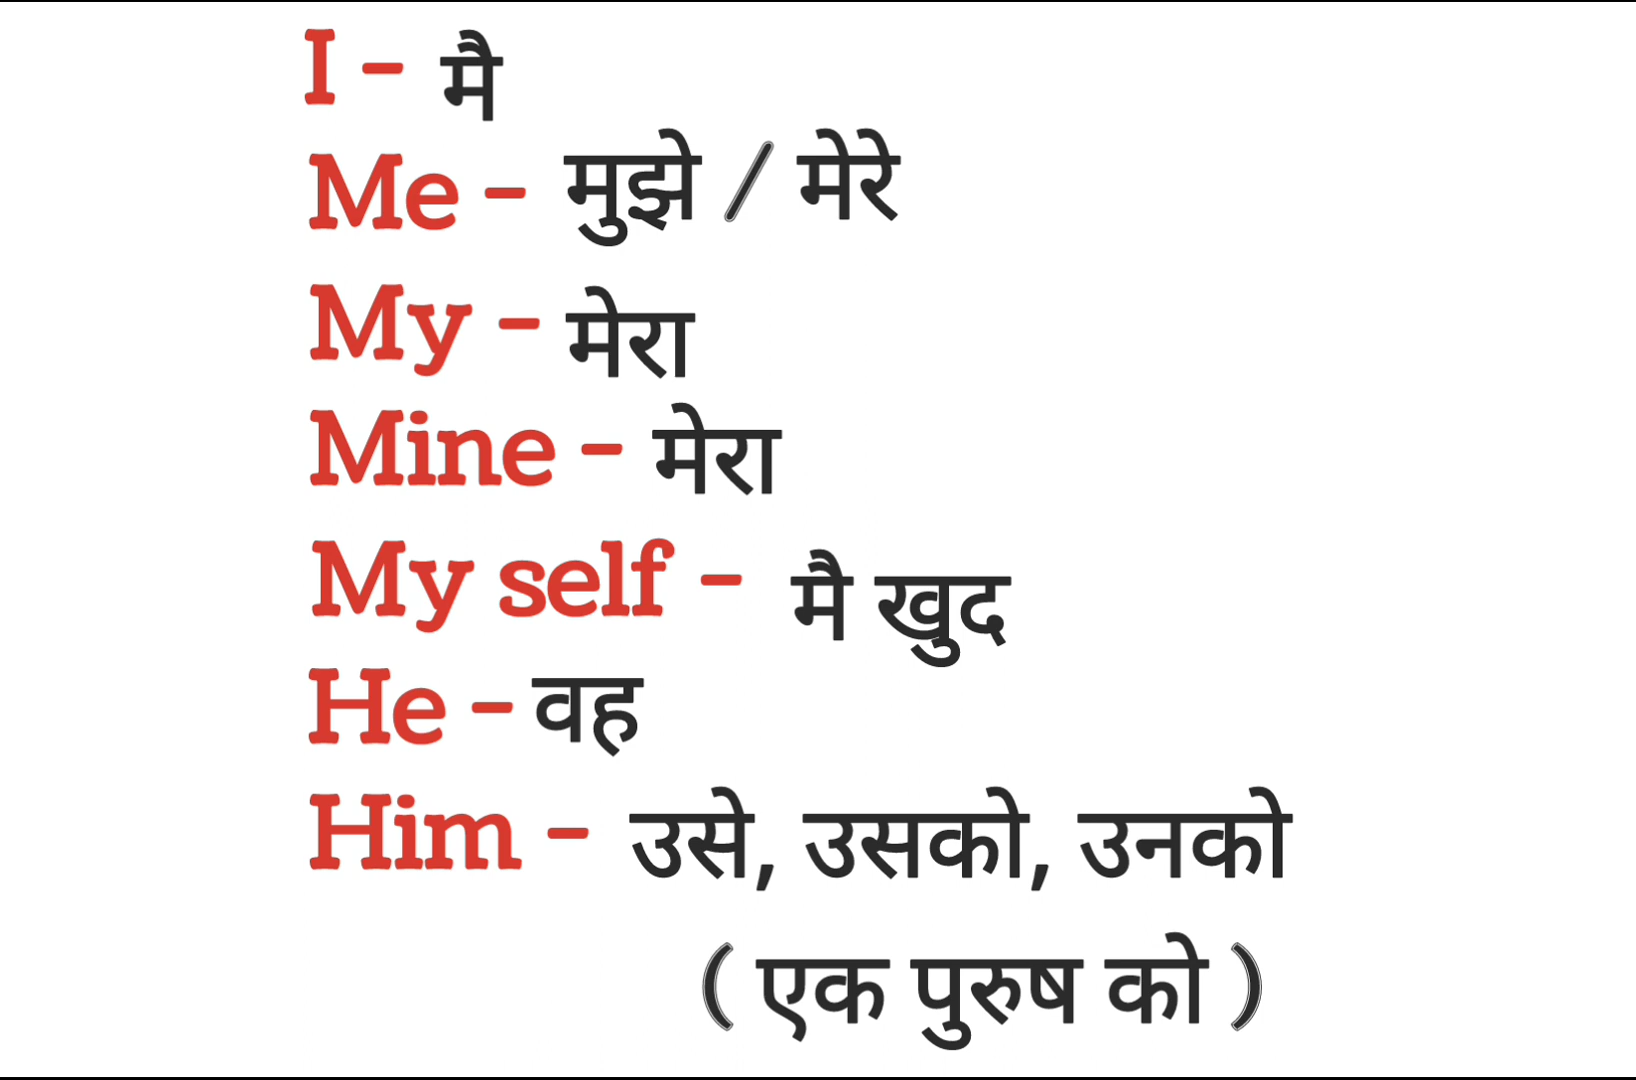 I - मै
Me - मुझे / मेरे
My - मेरा
Mine - मेरा
My self - मै खुद
He - वह
Him - उसे, उसको, उनको
( एक पुरुष को )